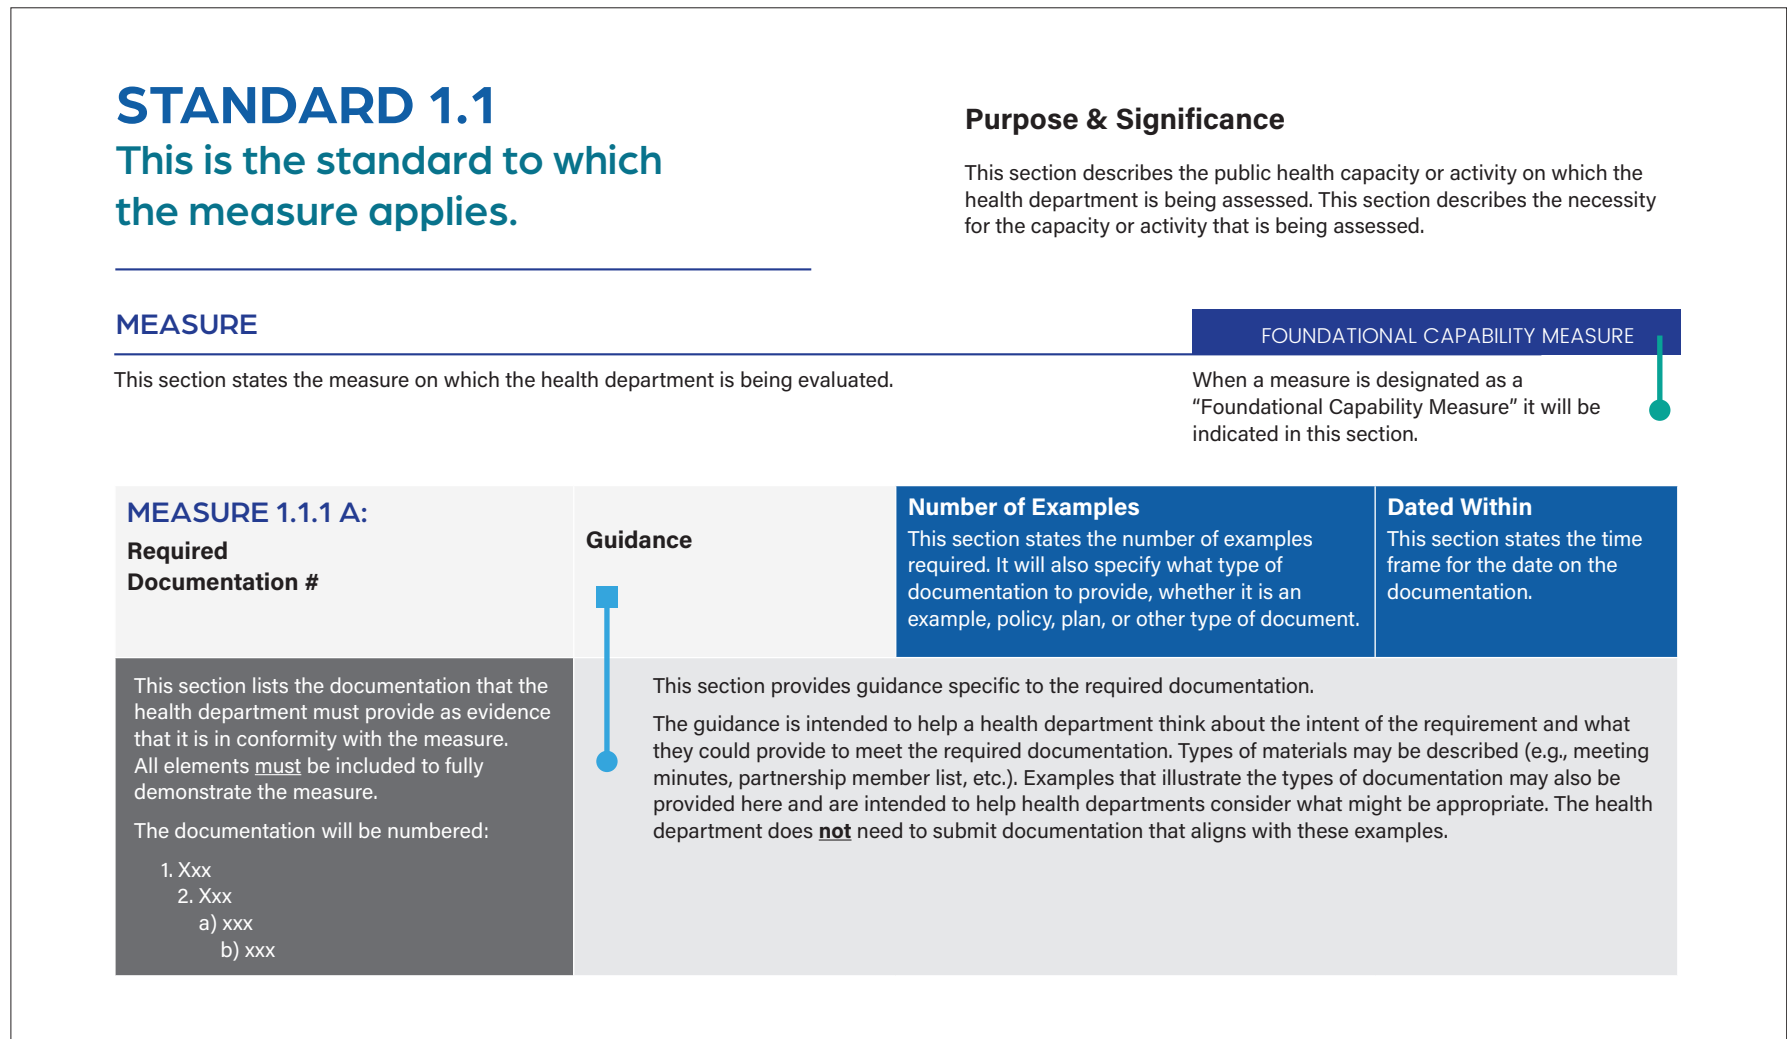 STANDARD 1.1
This is the standard to which
the measure applies.
Purpose & Significance
This section describes the public health capacity or activity on which the
health department is being assessed. This section describes the necessity
for the capacity or activity that is being assessed.
MEASURE
FOUNDATIONAL CAPABILITY MEASURE
This section states the measure on which the health department is being evaluated.
When a measure is designated as a
“Foundational Capability Measure” it will be
indicated in this section.
MEASURE 1.1.1 A:
Required
Documentation #
Guidance
Number of Examples
This section states the number of examples
required. It will also specify what type of
documentation to provide, whether it is an
example, policy, plan, or other type of document.
Dated Within
This section states the time
frame for the date on the
documentation.
This section lists the documentation that the
health department must provide as evidence
that it is in conformity with the measure.
All elements must be included to fully
demonstrate the measure.
The documentation will be numbered:
1. Xxx
2. Xxx
a) xxx
b) xxx
This section provides guidance specific to the required documentation.
The guidance is intended to help a health department think about the intent of the requirement and what
they could provide to meet the required documentation. Types of materials may be described (e.g., meeting
minutes, partnership member list, etc.). Examples that illustrate the types of documentation may also be
provided here and are intended to help health departments consider what might be appropriate. The health
department does not need to submit documentation that aligns with these examples.